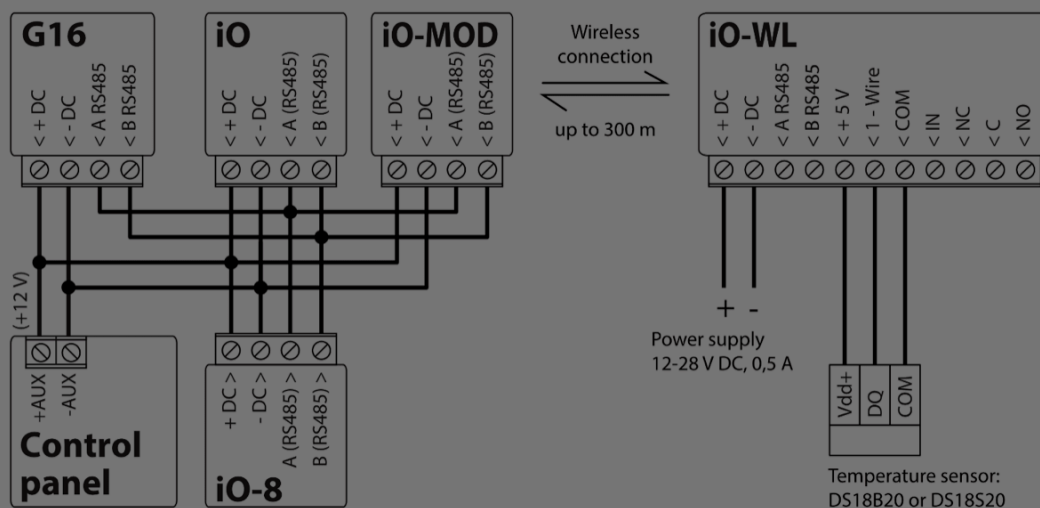 G16
< + DC
< - DC
< A RS485
< B RS485
iO
< + DC
< - DC
< A (RS485)
< B (RS485)
iO-MOD
< + DC
< - DC
< A (RS485)
< B (RS485)
Wireless
connection
up to 300 m
iO-WL
< + DC
< - DC
< A RS485
< B RS485
< + 5 V
< 1 - Wire
< COM
< IN
< NC
< C
< NO
(+12 V)
+AUX
-AUX
Control
panel
+ DC >
- DC >
A (RS485) >
B (RS485) >
iO-8
+ -
Power supply
12-28 V DC, 0,5 A
Vdd+
DQ
COM
Temperature sensor:
DS18B20 or DS18S20